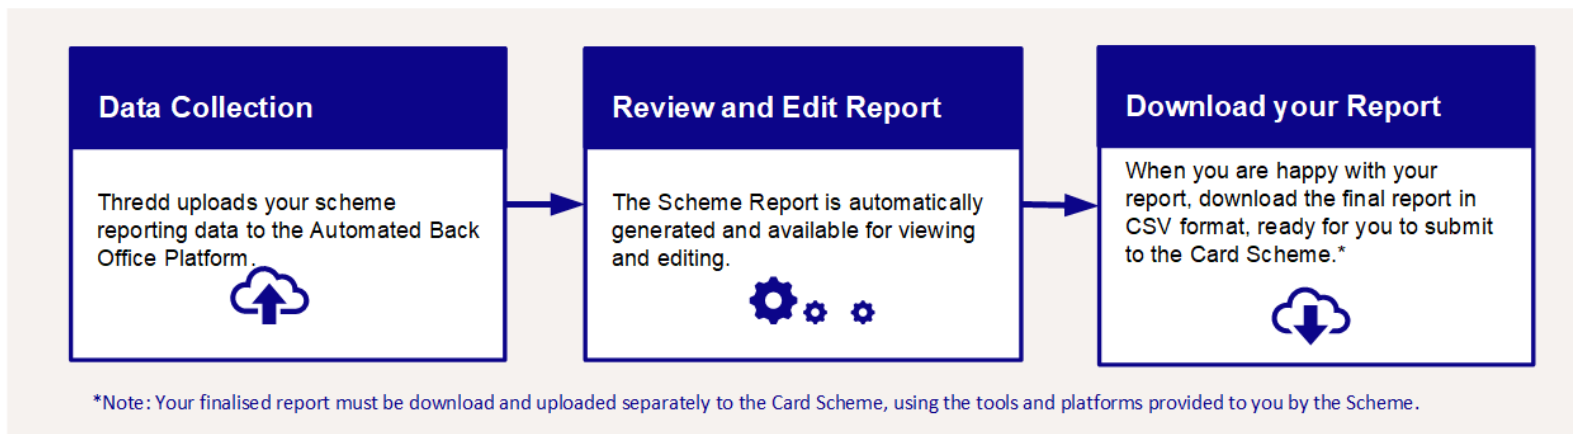 Data Collection
Thredd uploads your scheme
reporting data to the Automated Back
Office Platform.
Review and Edit Report
The Scheme Report is automatically
generated and available for viewing
and editing.
Download your Report
When you are happy with your
report, download the final report in
CSV format, ready for you to submit
to the Card Scheme.*
*Note: Your finalised report must be download and uploaded separately to the Card Scheme, using the tools and platforms provided to you by the Scheme.